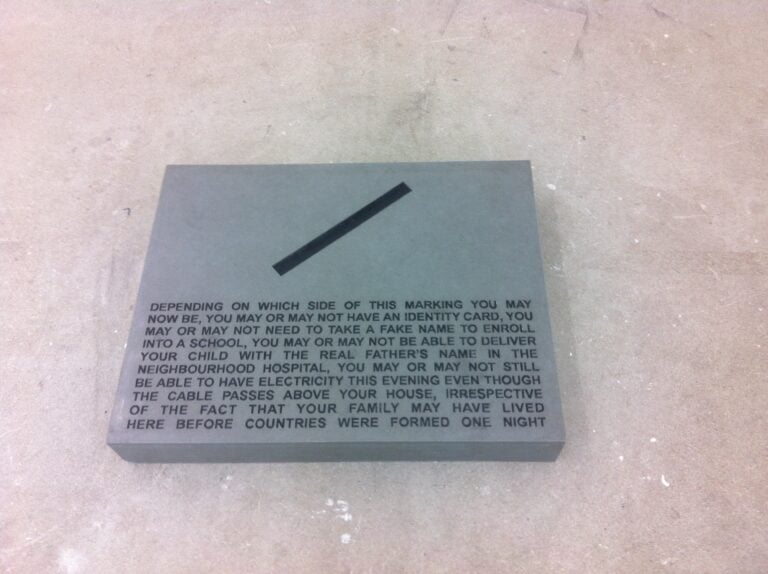 DEPENDING ON WHICH SIDE OF THIS MARKING YOU MAY
NOW BE, YOU MAY OR MAY NOT HAVE AN IDENTITY CARD, YOU
MAY OR MAY NOT NEED TO TAKE A FAKE NAME TO ENROLL
INTO A SCHOOL, YOU MAY OR MAY NOT BE ABLE TO DELIVER
YOUR CHILD WITH THE REAL FATHER'S NAME IN THE
NEIGHBOURHOOD HOSPITAL, YOU MAY OR MAY NOT STILL
BE ABLE TO HAVE ELECTRICITY THIS EVENING EVEN THOUGH
THE CABLE PASSES ABOVE YOUR HOUSE, IRRESPECTIVE
OF THE FACT THAT YOUR FAMILY MAY HAVE LIVED
HERE BEFORE COUNTRIES WERE FORMED ONE NIGHT